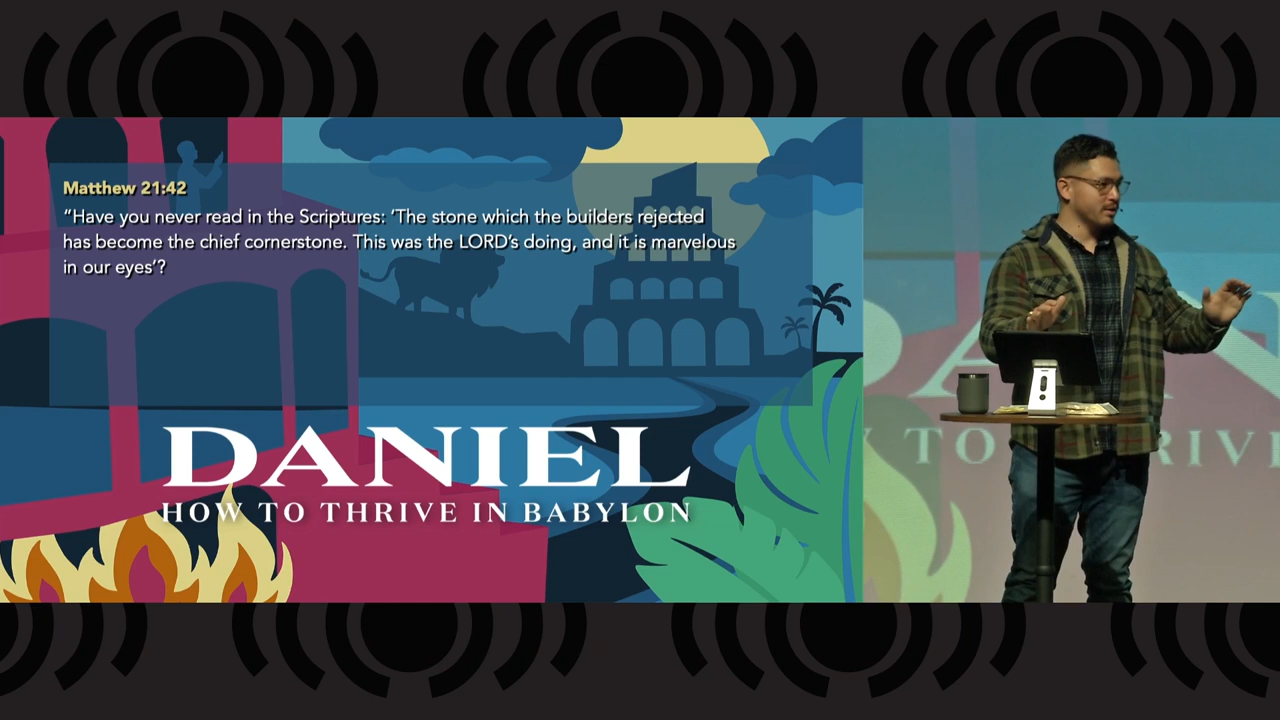 Matthew 21:42
“Have you never read in the Scriptures: ‘The stone which the builders rejected
has become the chief cornerstone. This was the LORD’s doing, and it is marvelous
in our eyes’?
DANIEL
HOW TO THRIVE IN BABYLON
TO